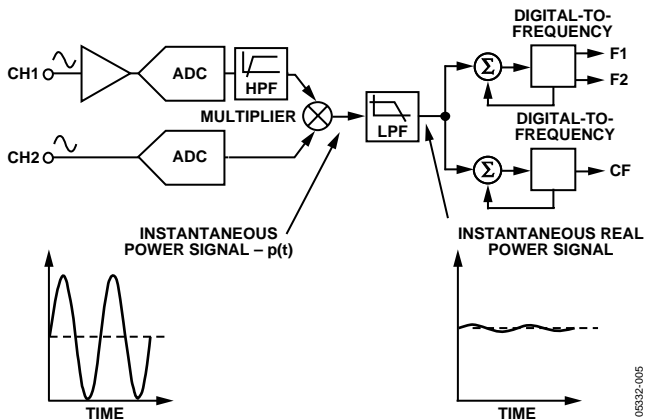 DIGITAL-TO-
FREQUENCY
CH1
ADC
HPF
Σ
F1
F2
MULTIPLIER
LPF
DIGITAL-TO-
FREQUENCY
CH2
ADC
Σ
CF
INSTANTANEOUS
POWER SIGNAL – p(t)
INSTANTANEOUS REAL
POWER SIGNAL
TIME
TIME
05332-005